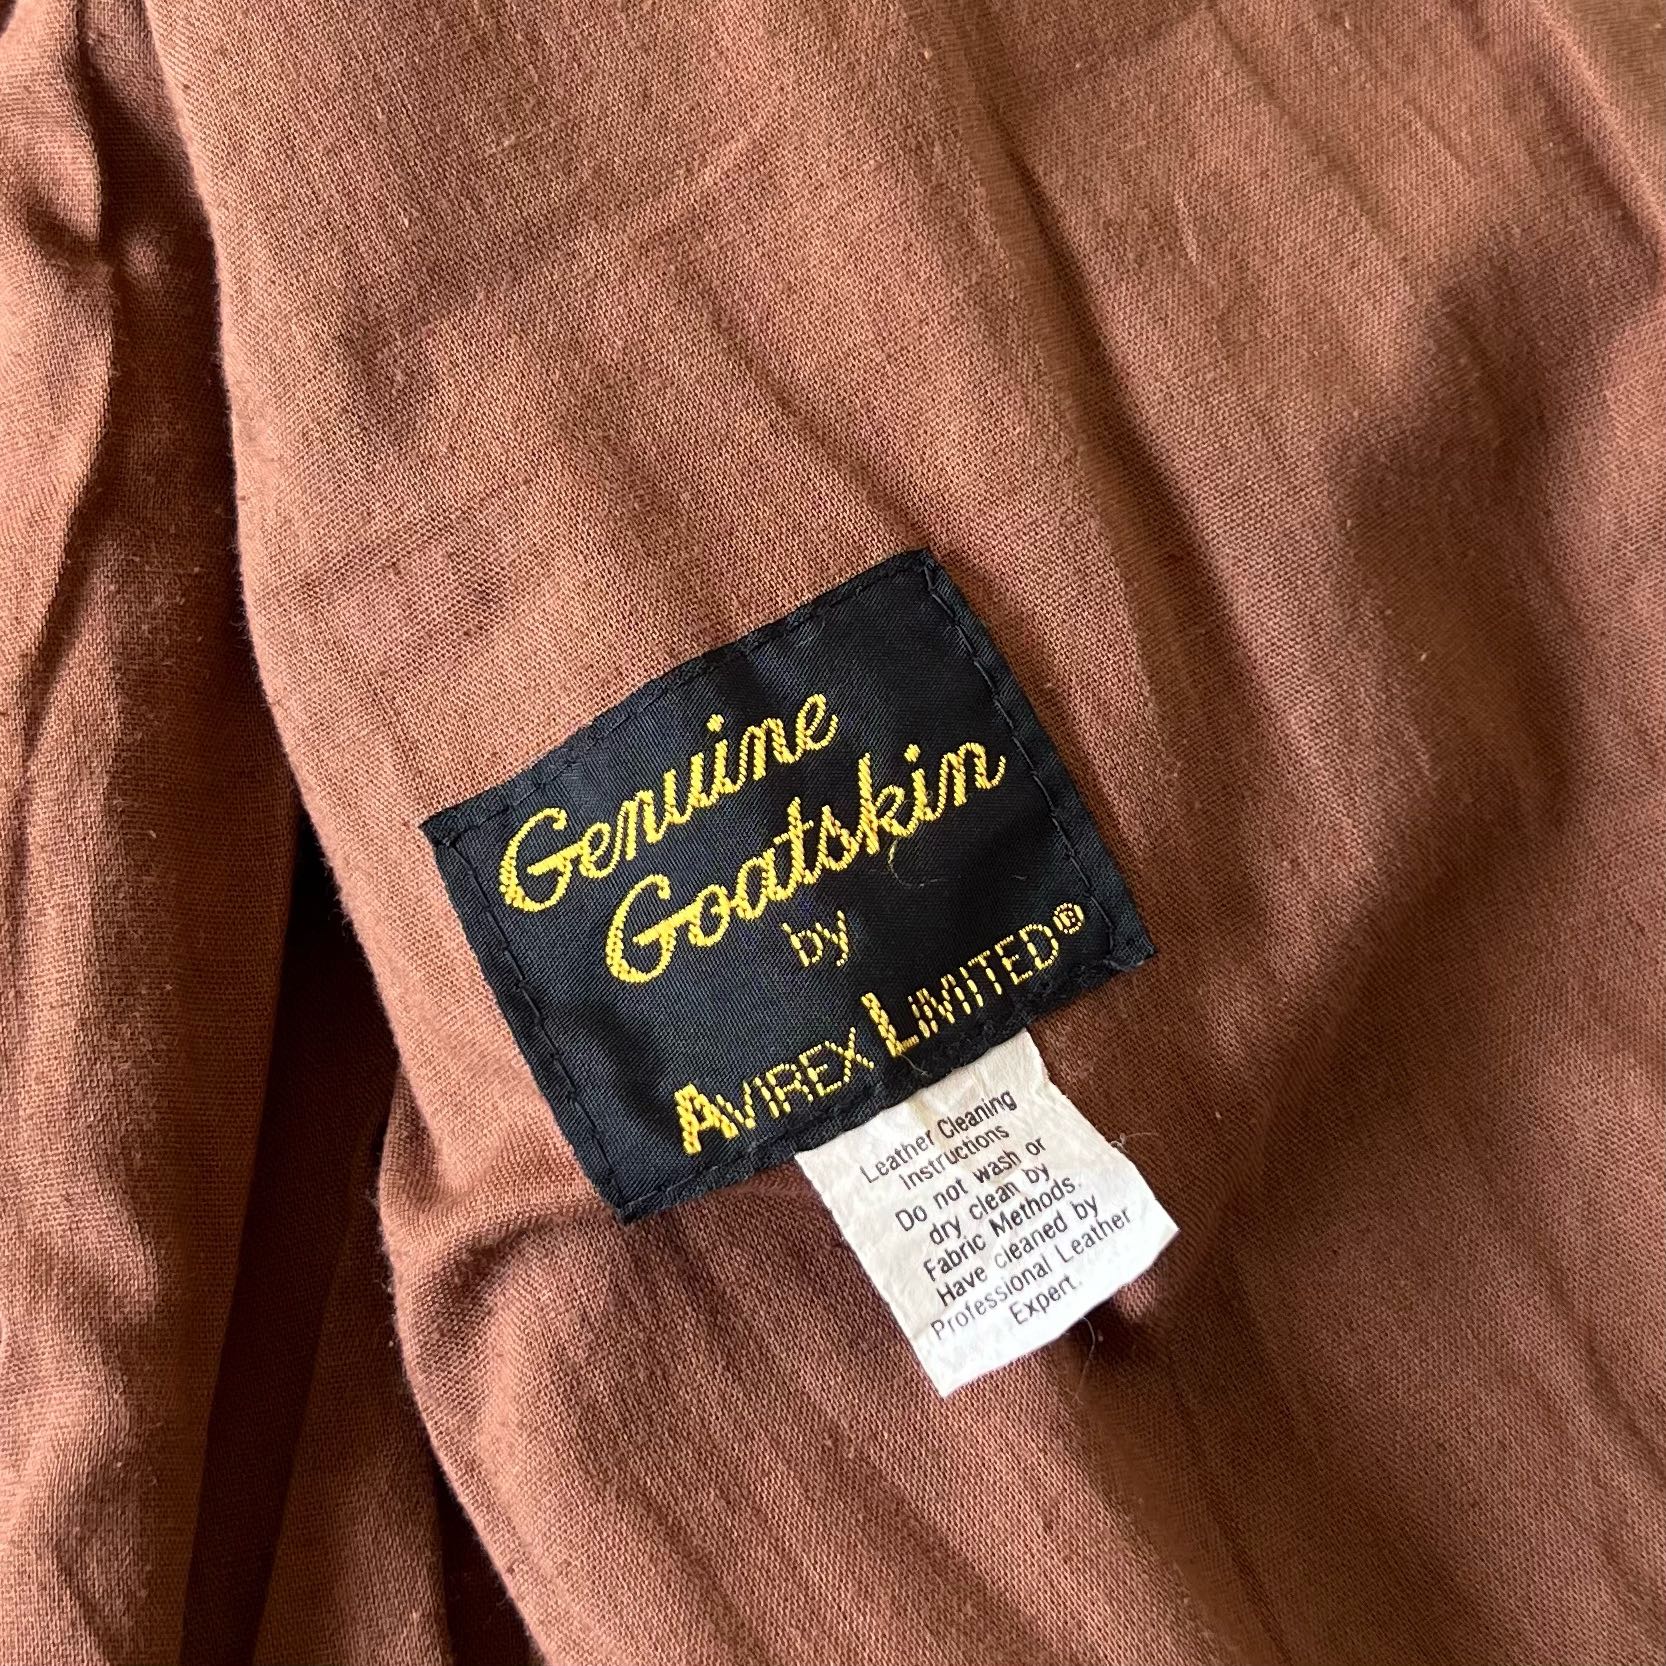 Genuine
Goatskin
by
AVIREX LIMITED®
Leather Cleaning
Instructions
Do not wash or
dry clean by
Fabric Methods.
Have cleaned by
Professional Leather
Expert.